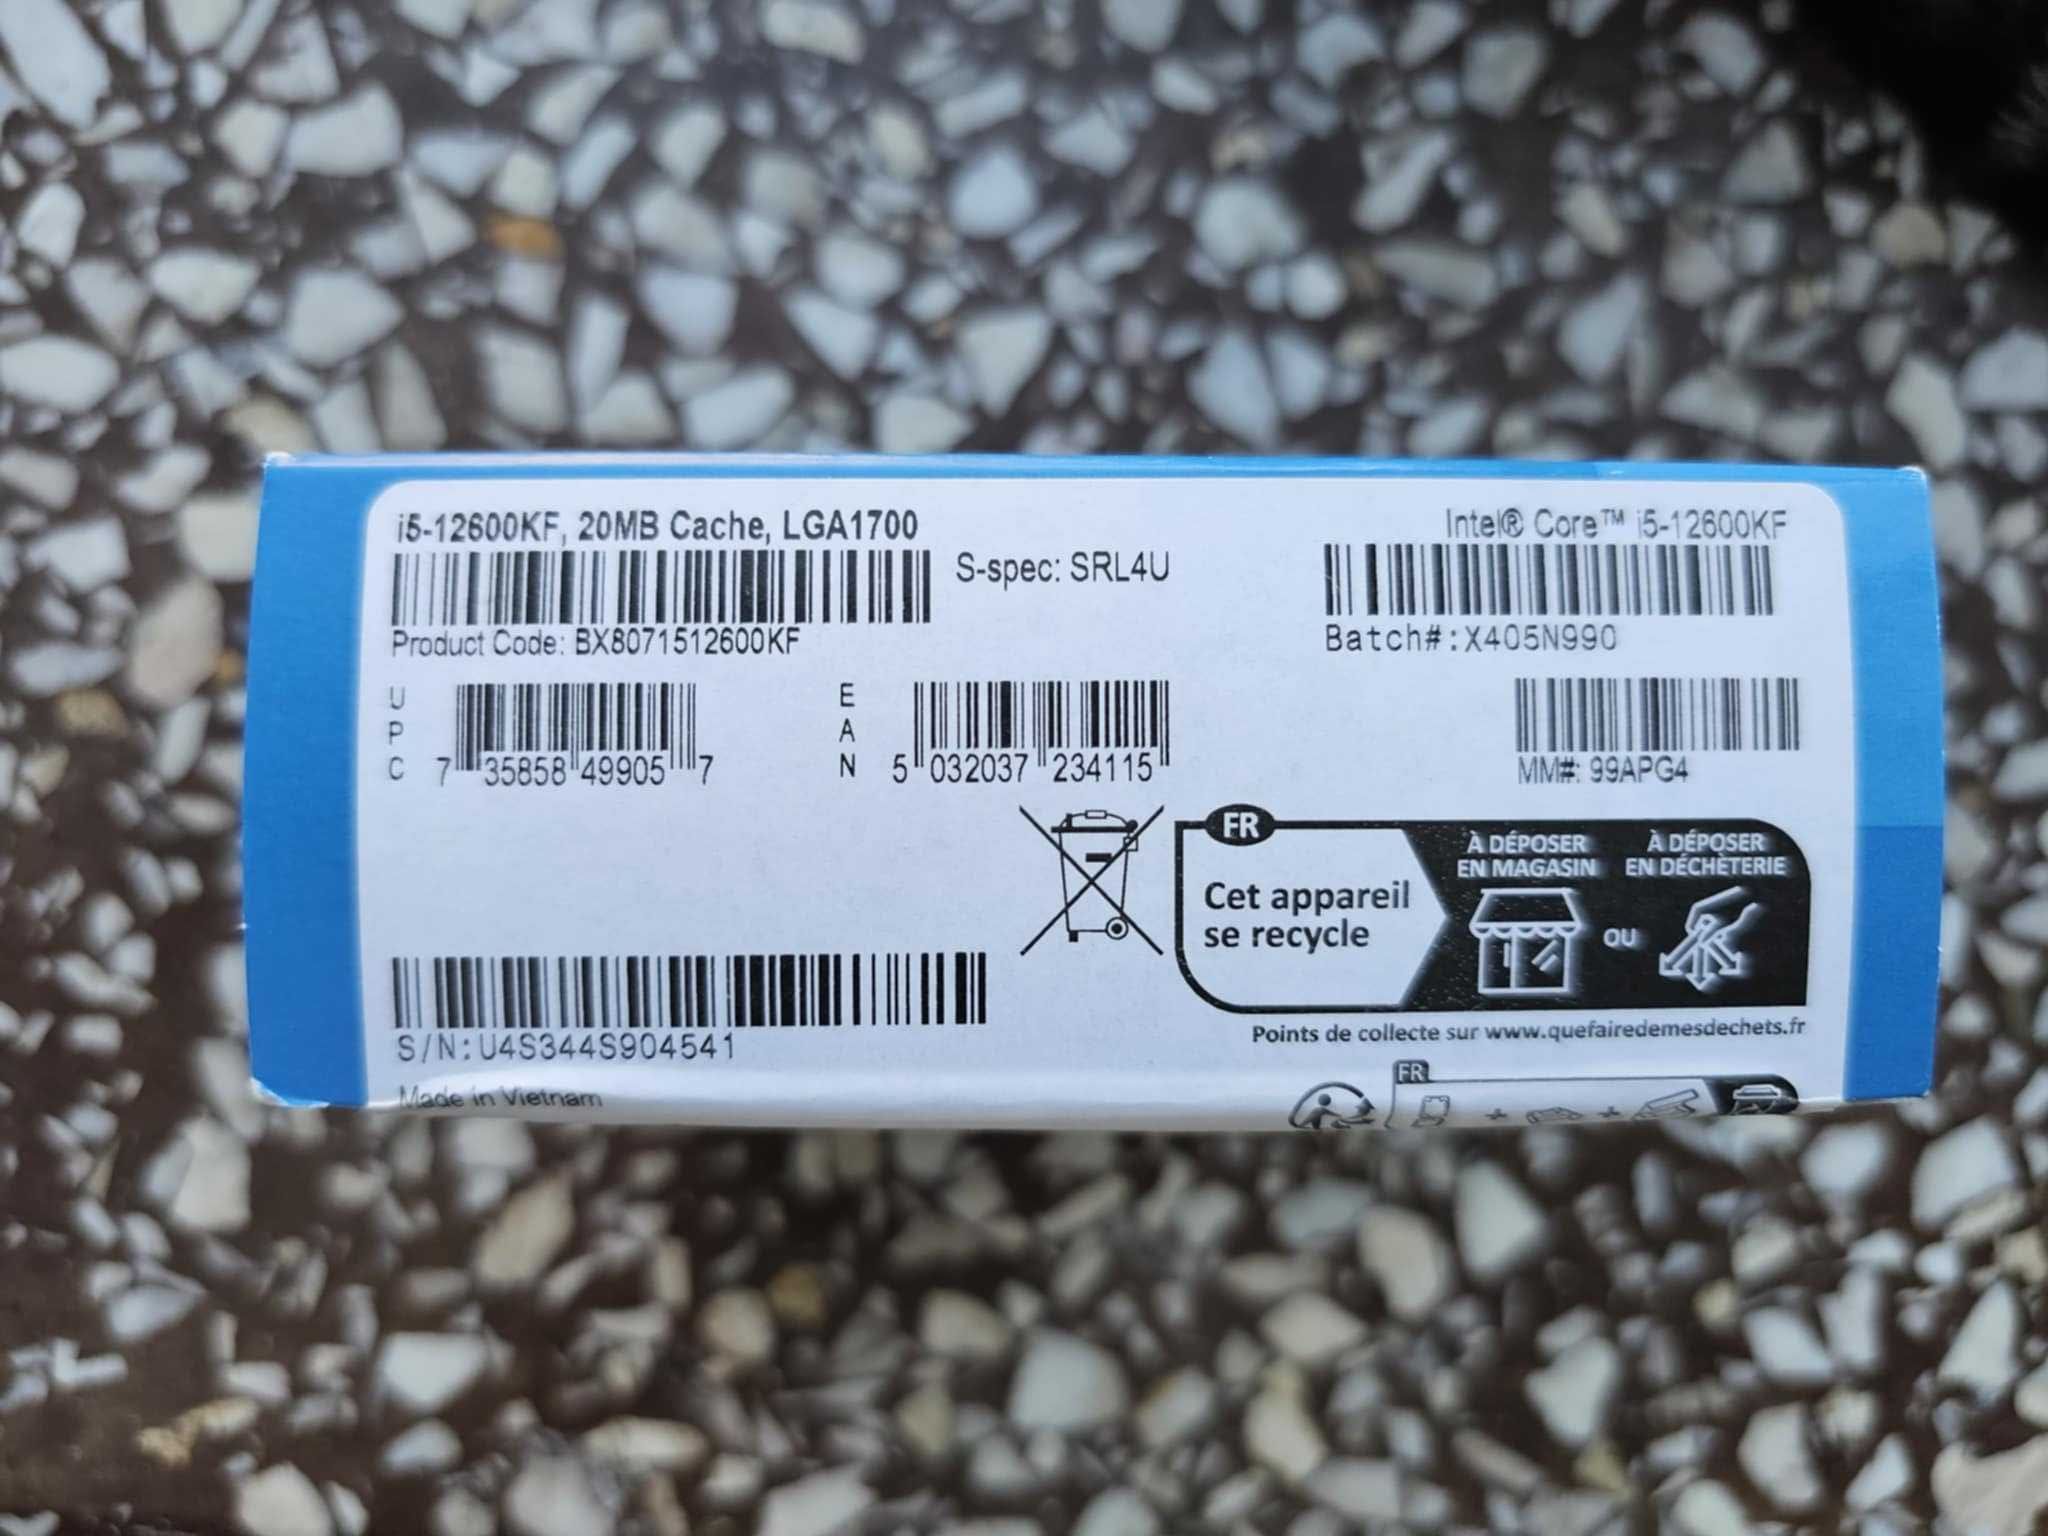 i5-12600KF, 20MB Cache, LGA1700
Intel® Core™ i5-12600KF
S-spec: SRL4U
Product Code: BX8071512600KF
Batch#:X405N990
UPC
7 35858 49905 7
EAN
5 032037 234115
MM#: 99APG4
FR
Cet appareil
se recycle
À DÉPOSER
EN MAGASIN
OU
À DÉPOSER
EN DÉCHÈTERIE
Points de collecte sur www.quefairedemesdechets.fr
S/N:U4S344S904541
Made in Vietnam
FR